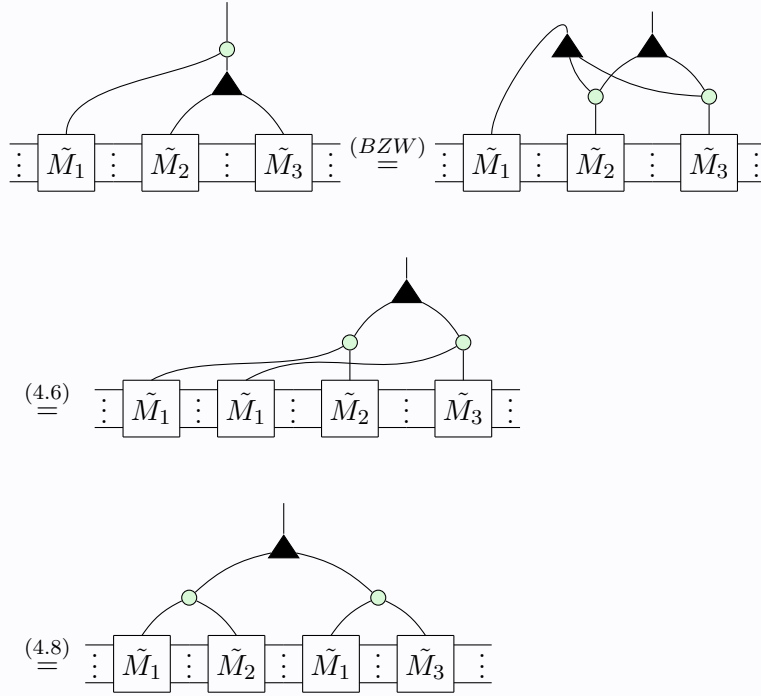 ⋮ M̃₁ ⋮ M̃₂ ⋮ M̃₃ ⋮ (BZW) = ⋮ M̃₁ ⋮ M̃₂ ⋮ M̃₃ ⋮
(4.6) = ⋮ M̃₁ ⋮ M̃₁ ⋮ M̃₂ ⋮ M̃₃ ⋮
(4.8) = ⋮ M̃₁ ⋮ M̃₂ ⋮ M̃₁ ⋮ M̃₃ ⋮